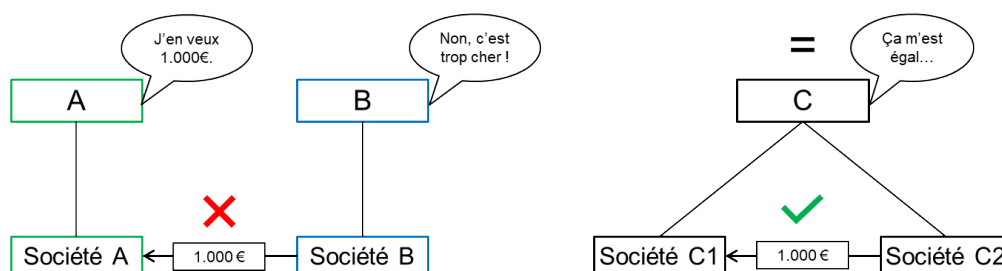 J'en veux
1.000€.
Non, c'est
trop cher !
=
Ça m'est
égal...
A
B
C
Société A
1.000 €
Société B
Société C1
1.000 €
Société C2